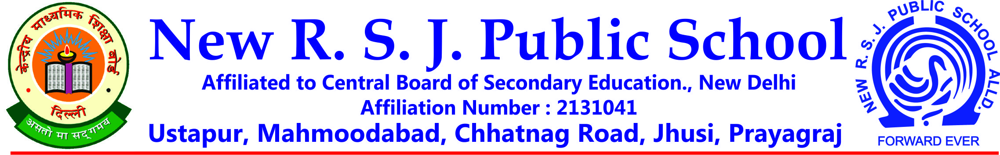 केन्द्रीय माध्यमिक शिक्षा बोर्ड
दिल्ली
असतो मा सद्गमय
New R. S. J. Public School
Affiliated to Central Board of Secondary Education., New Delhi
Affiliation Number : 2131041
Ustapur, Mahmoodabad, Chhatnag Road, Jhusi, Prayagraj
NEW R. S. J. PUBLIC SCHOOL ALLD.
FORWARD EVER